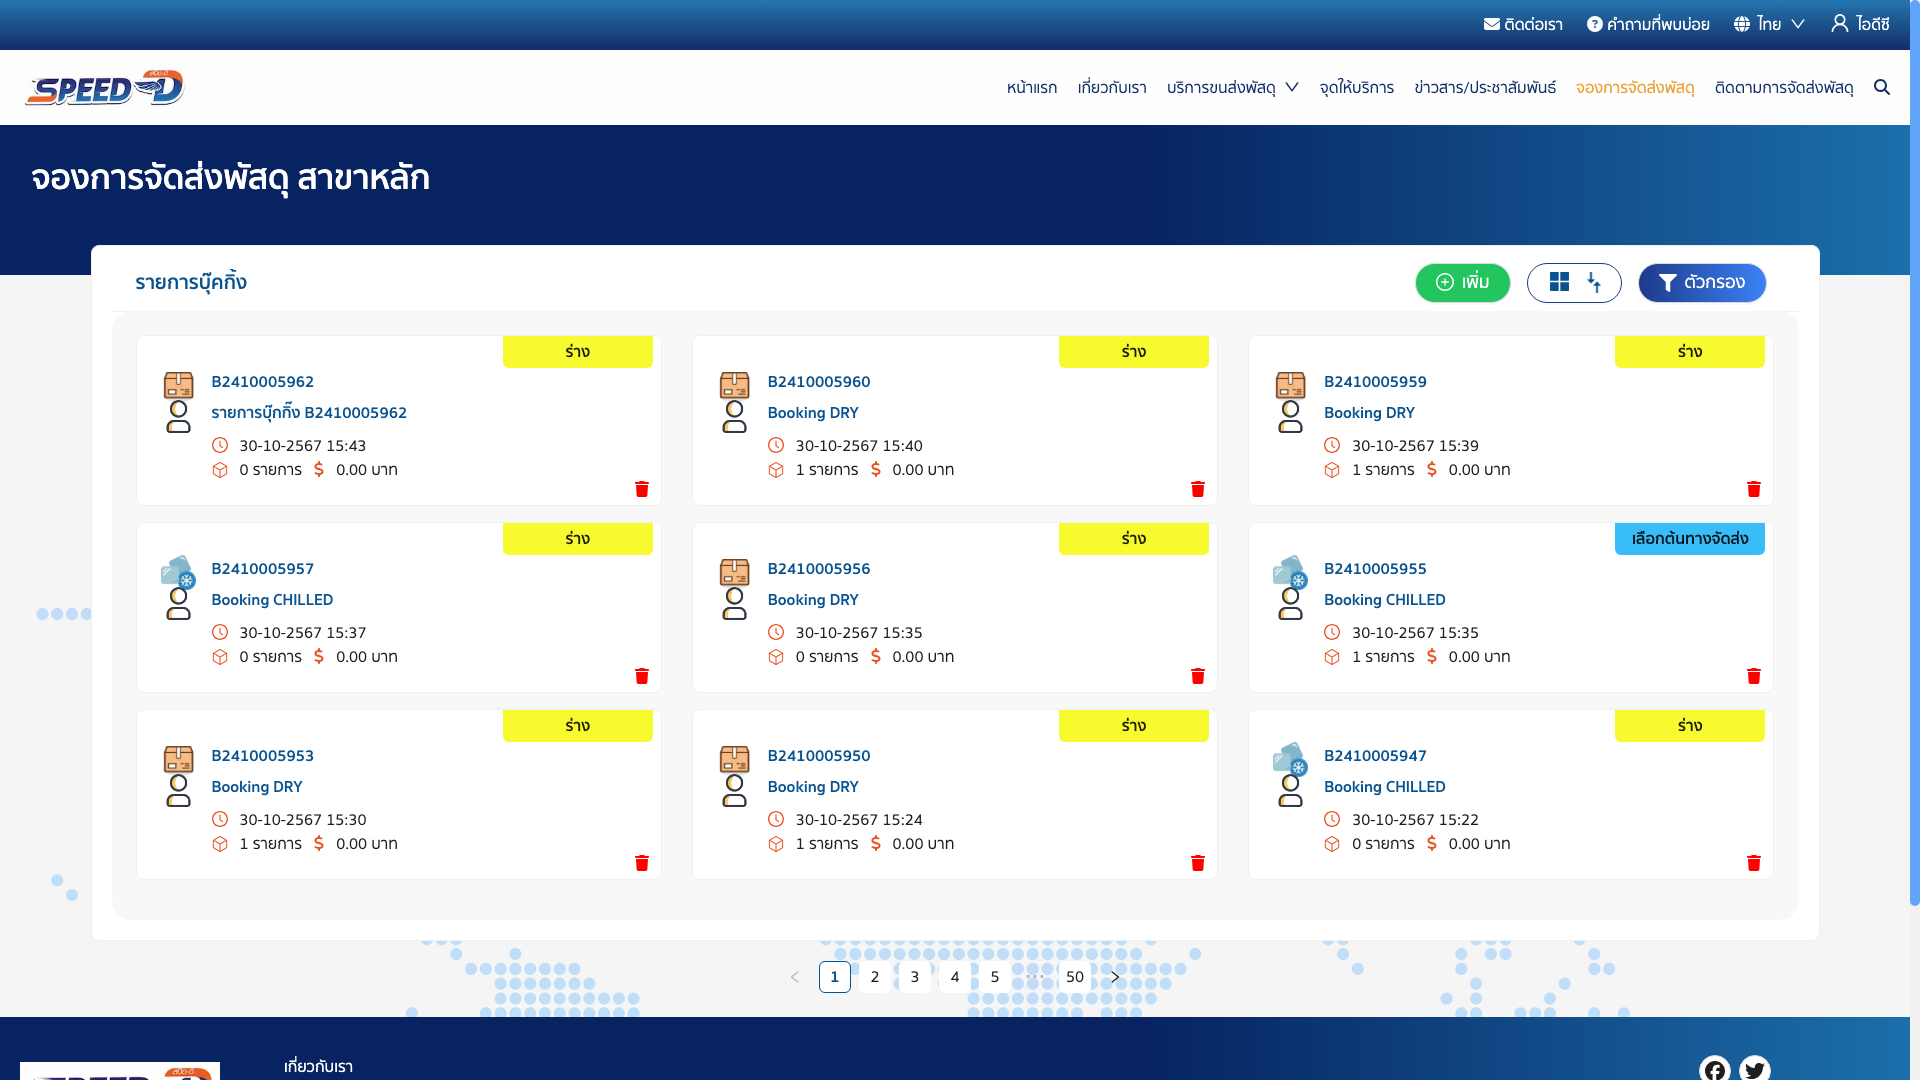 ติดต่อเรา คำถามที่พบบ่อย ไทย ไอดีซี
SPEED-D
หน้าแรก เกี่ยวกับเรา บริการขนส่งพัสดุ จุดให้บริการ ข่าวสาร/ประชาสัมพันธ์ จองการจัดส่งพัสดุ ติดตามการจัดส่งพัสดุ
จองการจัดส่งพัสดุ สาขาหลัก
รายการบุ๊คกิ้ง เพิ่ม ตัวกรอง
ร่าง
B2410005962
รายการบุ๊กกิ๊ง B2410005962
30-10-2567 15:43
0 รายการ 0.00 บาท
ร่าง
B2410005960
Booking DRY
30-10-2567 15:40
1 รายการ 0.00 บาท
ร่าง
B2410005959
Booking DRY
30-10-2567 15:39
1 รายการ 0.00 บาท
ร่าง
B2410005957
Booking CHILLED
30-10-2567 15:37
0 รายการ 0.00 บาท
ร่าง
B2410005956
Booking DRY
30-10-2567 15:35
0 รายการ 0.00 บาท
เลือกต้นทางจัดส่ง
B2410005955
Booking CHILLED
30-10-2567 15:35
1 รายการ 0.00 บาท
ร่าง
B2410005953
Booking DRY
30-10-2567 15:30
1 รายการ 0.00 บาท
ร่าง
B2410005950
Booking DRY
30-10-2567 15:24
1 รายการ 0.00 บาท
ร่าง
B2410005947
Booking CHILLED
30-10-2567 15:22
0 รายการ 0.00 บาท
1 2 3 4 5 ••• 50
เกี่ยวกับเรา